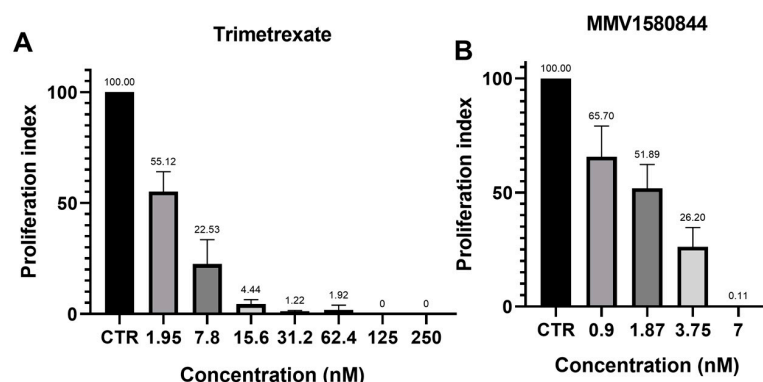 A
Trimetrexate
Proliferation index
100
50
0
100.00
55.12
22.53
4.44
1.22
1.92
0
0
CTR 1.95 7.8 15.6 31.2 62.4 125 250
Concentration (nM)
B
MMV1580844
Proliferation index
100
50
0
100.00
65.70
51.89
26.20
0.11
CTR 0.9 1.87 3.75 7
Concentration (nM)